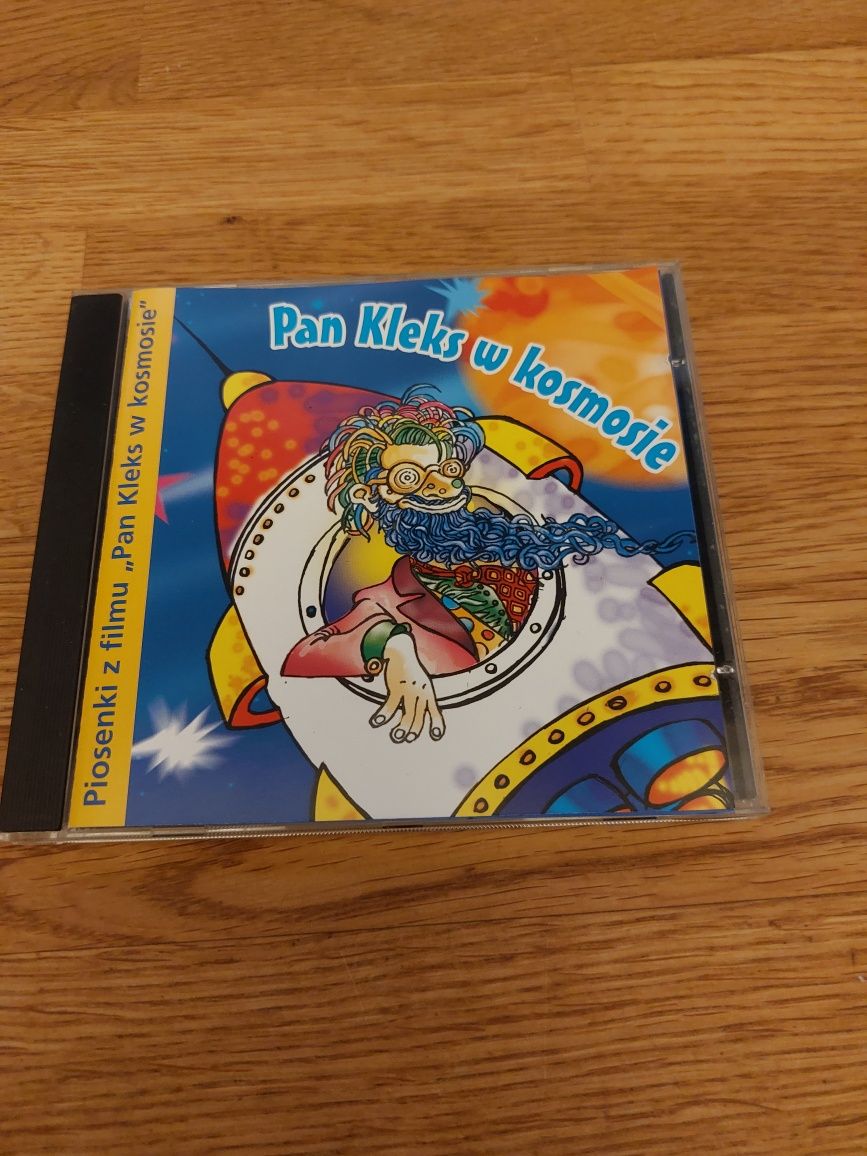 Pan Kleks w kosmosie
Piosenki z filmu „Pan Kleks w kosmosie”